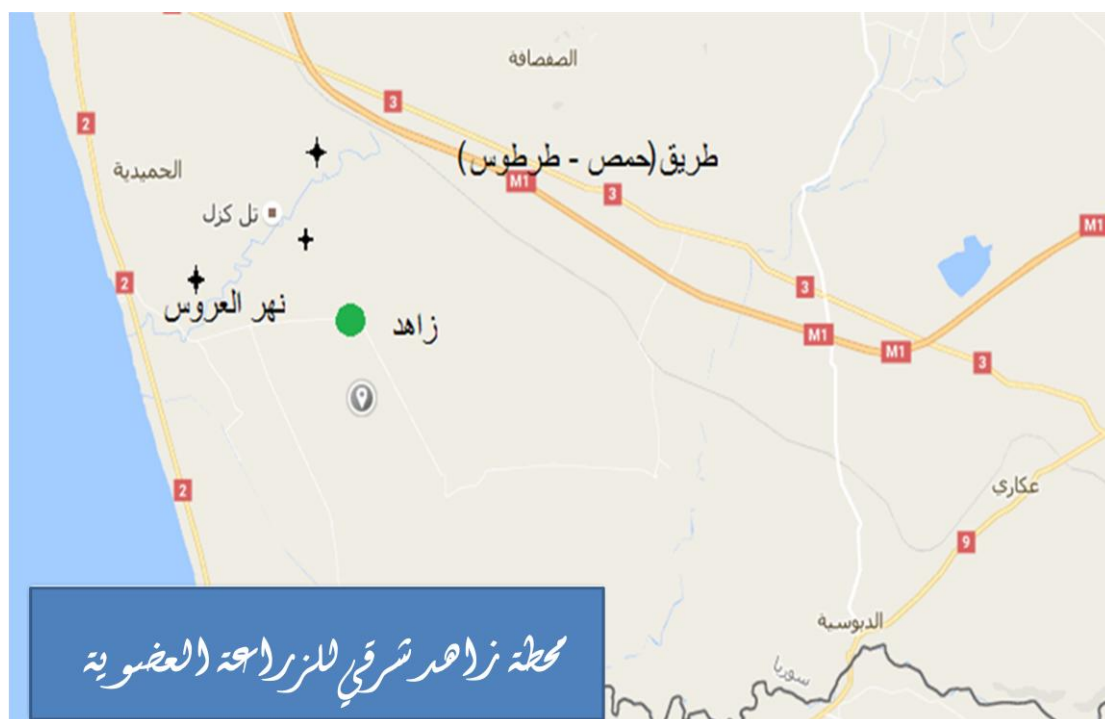 الصفصافة
3
2
طريق(حمص - طرطوس)
الحميدية
M1
3
تل كزل
M1
2
3
نهر العروس
زاهد
M1
M1
3
2
عكاري
9
الدبوسية
محطة زاهد شرقي للزراعة العضوية
سوريا